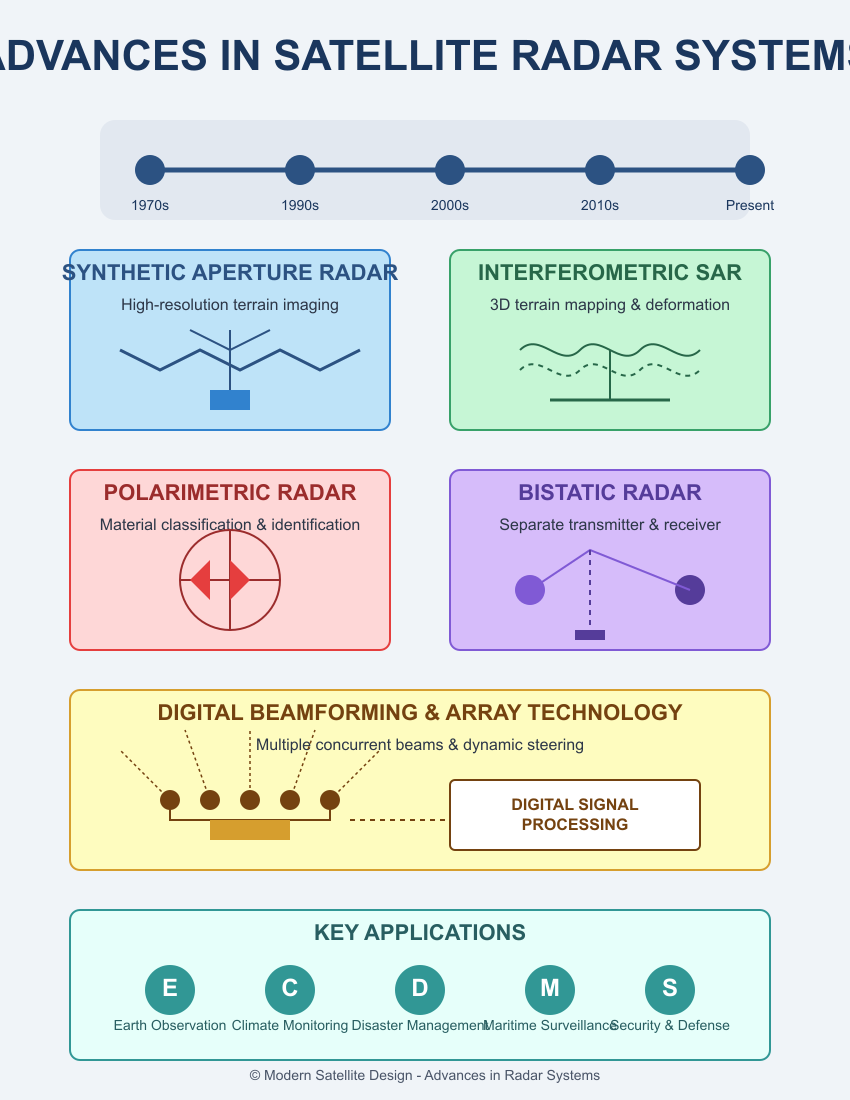 ADVANCES IN SATELLITE RADAR SYSTEMS
1970s 1990s 2000s 2010s Present
SYNTHETIC APERTURE RADAR
High-resolution terrain imaging
INTERFEROMETRIC SAR
3D terrain mapping & deformation
POLARIMETRIC RADAR
Material classification & identification
BISTATIC RADAR
Separate transmitter & receiver
DIGITAL BEAMFORMING & ARRAY TECHNOLOGY
Multiple concurrent beams & dynamic steering
DIGITAL SIGNAL
PROCESSING
KEY APPLICATIONS
E C D M S
Earth Observation Climate Monitoring Disaster Management Maritime Surveillance Security & Defense
© Modern Satellite Design - Advances in Radar Systems